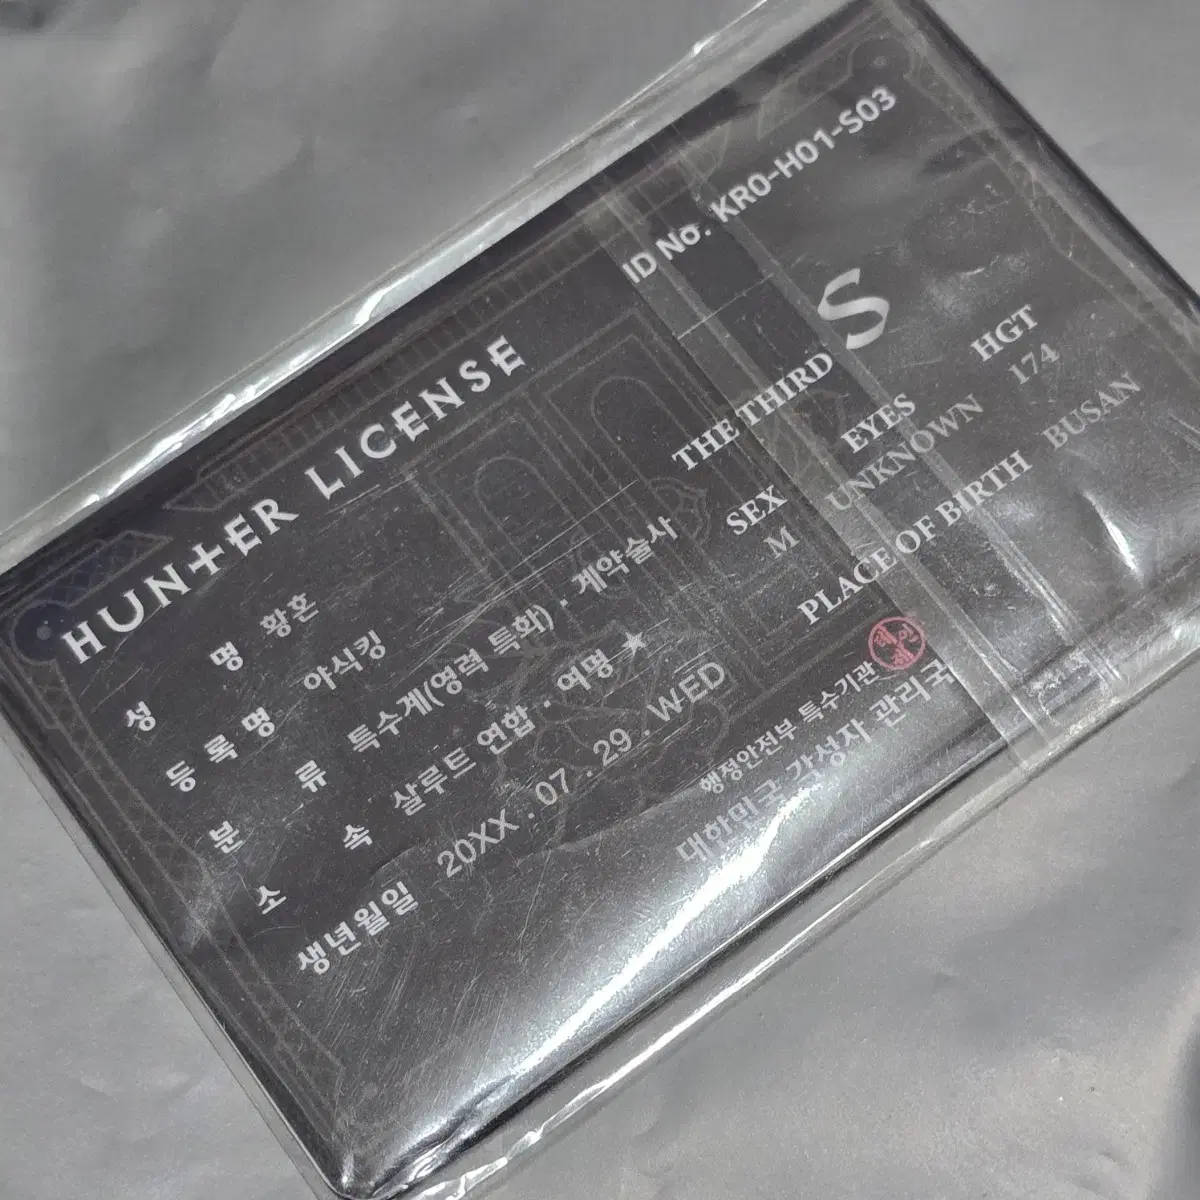 HUNTER LICENSE
ID No. KR0-H01-S03
성 명 황혼
등록명 야식킹
분 류 특수계(영력 특화)·계약술사
소 속 살루트 연합·여명★
생년월일 20XX. 07. 29. WED
THE THIRD S
SEX EYES HGT
M UNKNOWN 174
PLACE OF BIRTH BUSAN
행정안전부 특수기관
대한민국 각성자 관리국